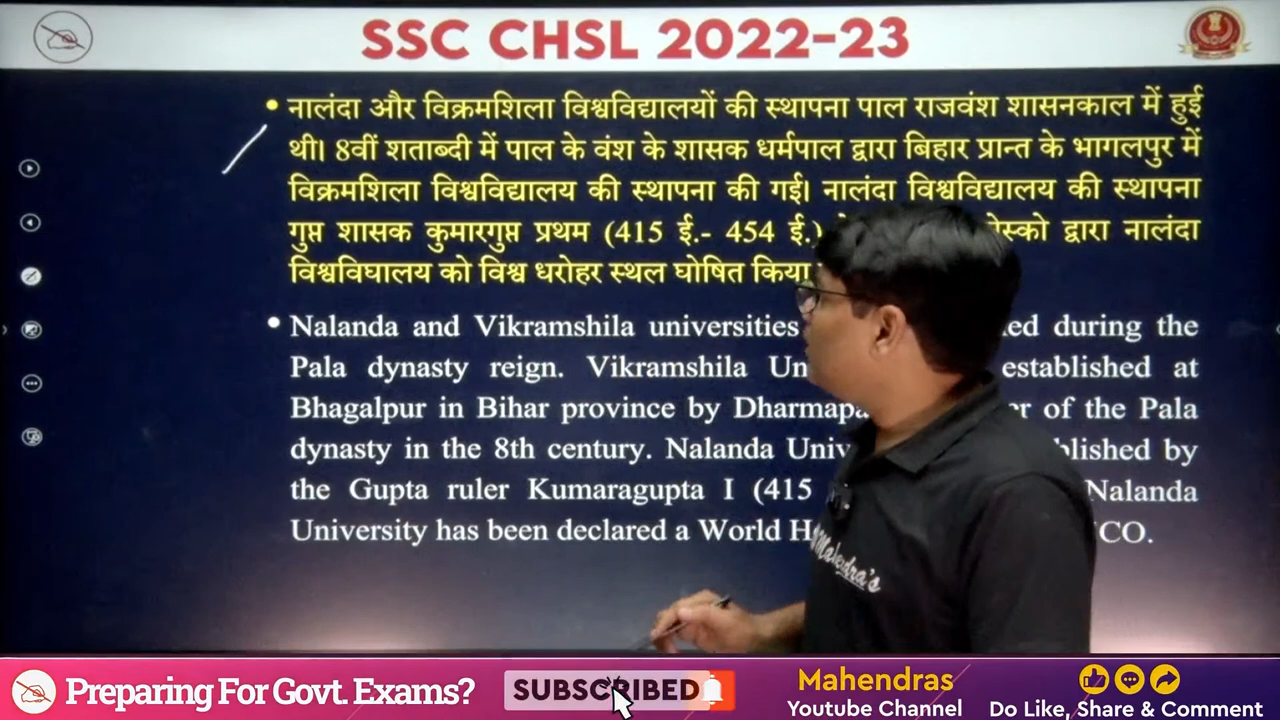 SSC CHSL 2022-23
• नालंदा और विक्रमशिला विश्वविद्यालयों की स्थापना पाल राजवंश शासनकाल में हुई
थी। 8वीं शताब्दी में पाल के वंश के शासक धर्मपाल द्वारा बिहार प्रान्त के भागलपुर में
विक्रमशिला विश्वविद्यालय की स्थापना की गई। नालंदा विश्वविद्यालय की स्थापना
गुप्त शासक कुमारगुप्त प्रथम (415 ई.- 454 ई.) द्वारा नालंदा
विश्वविघालय को विश्व धरोहर स्थल घोषित किया
• Nalanda and Vikramshila universities during the
Pala dynasty reign. Vikramshila established at
Bhagalpur in Bihar province by of the Pala
dynasty in the 8th century. Nalanda by
the Gupta ruler Kumaragupta I (415 Nalanda
University has been declared a World
Mahendra's
Preparing For Govt. Exams?
SUBSCRIBED
Mahendras
Youtube Channel
Do Like, Share & Comment